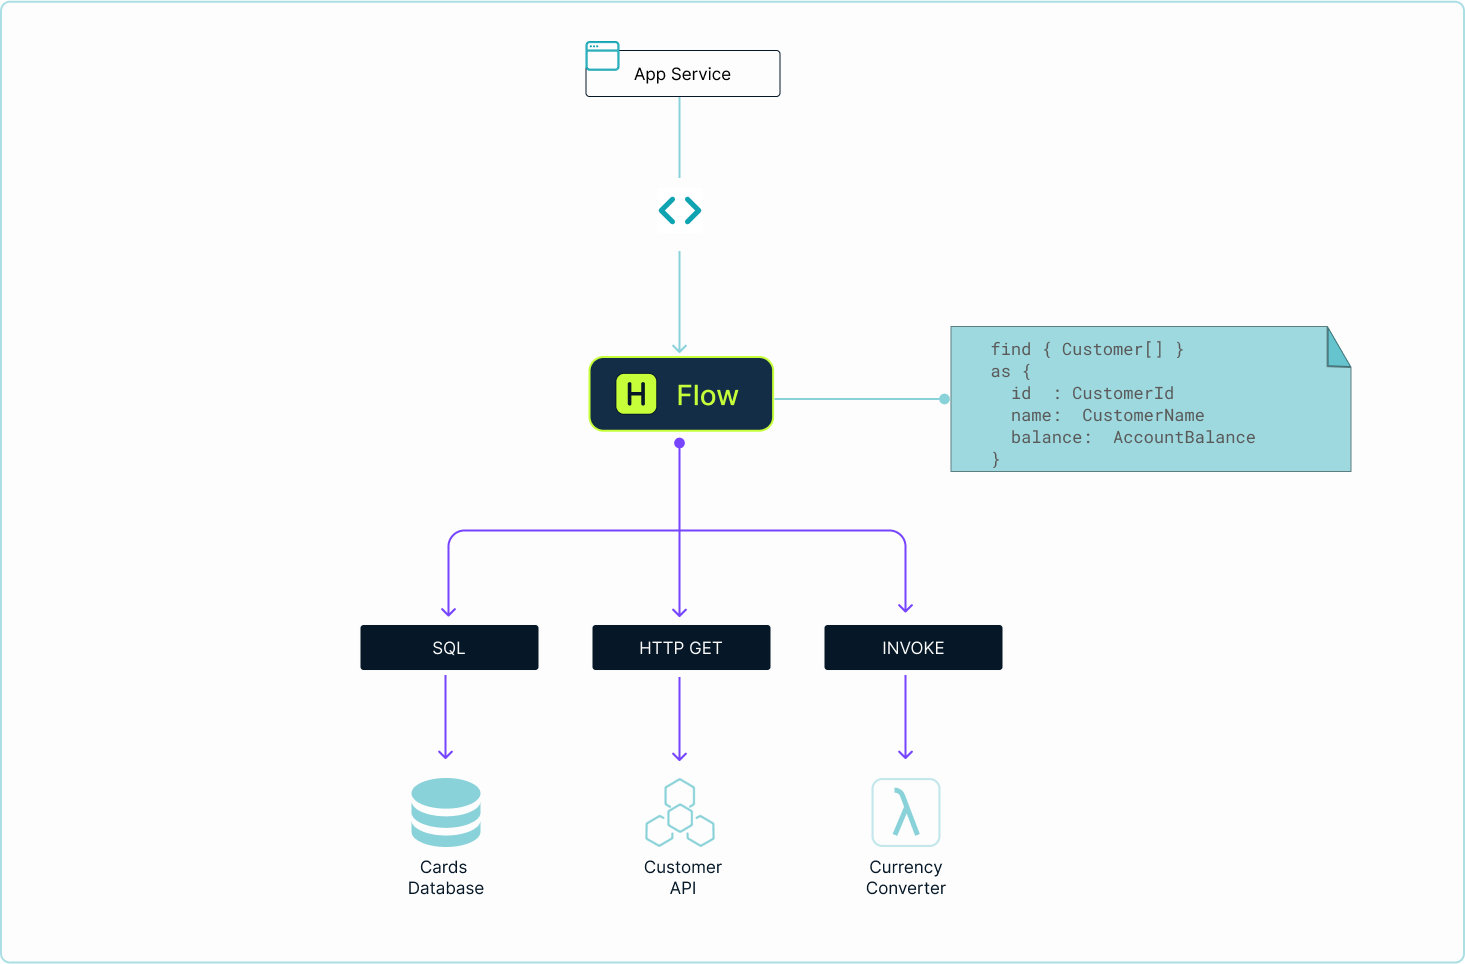 App Service
H Flow
find { Customer[] }
as {
  id  : CustomerId
  name:  CustomerName
  balance:  AccountBalance
}
SQL
HTTP GET
INVOKE
λ
Cards
Database
Customer
API
Currency
Converter